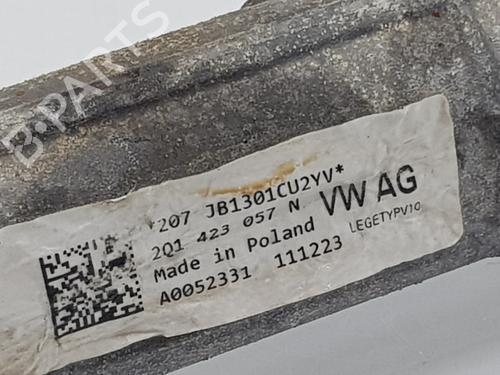 B-PARTS
*207 JB1301CU2YV*
2Q1 423 057 N VW AG
Made in Poland LEGETYPV10
A0052331 111223